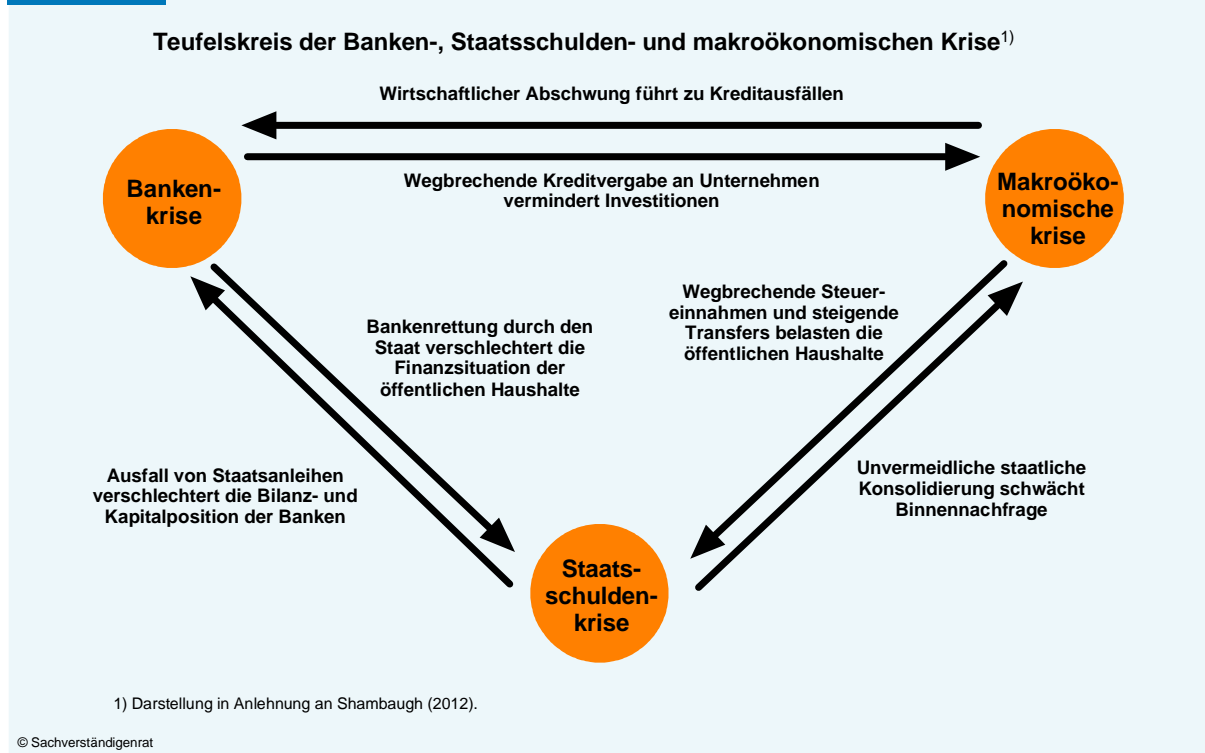 Teufelskreis der Banken-, Staatsschulden- und makroökonomischen Krise1)
Wirtschaftlicher Abschwung führt zu Kreditausfällen
Wegbrechende Kreditvergabe an Unternehmen
vermindert Investitionen
Banken-
krise
Makroöko-
nomische
krise
Bankenrettung durch den
Staat verschlechtert die
Finanzsituation der
öffentlichen Haushalte
Wegbrechende Steuer-
einnahmen und steigende
Transfers belasten die
öffentlichen Haushalte
Ausfall von Staatsanleihen
verschlechtert die Bilanz- und
Kapitalposition der Banken
Unvermeidliche staatliche
Konsolidierung schwächt
Binnennachfrage
Staats-
schulden-
krise
1) Darstellung in Anlehnung an Shambaugh (2012).
© Sachverständigenrat